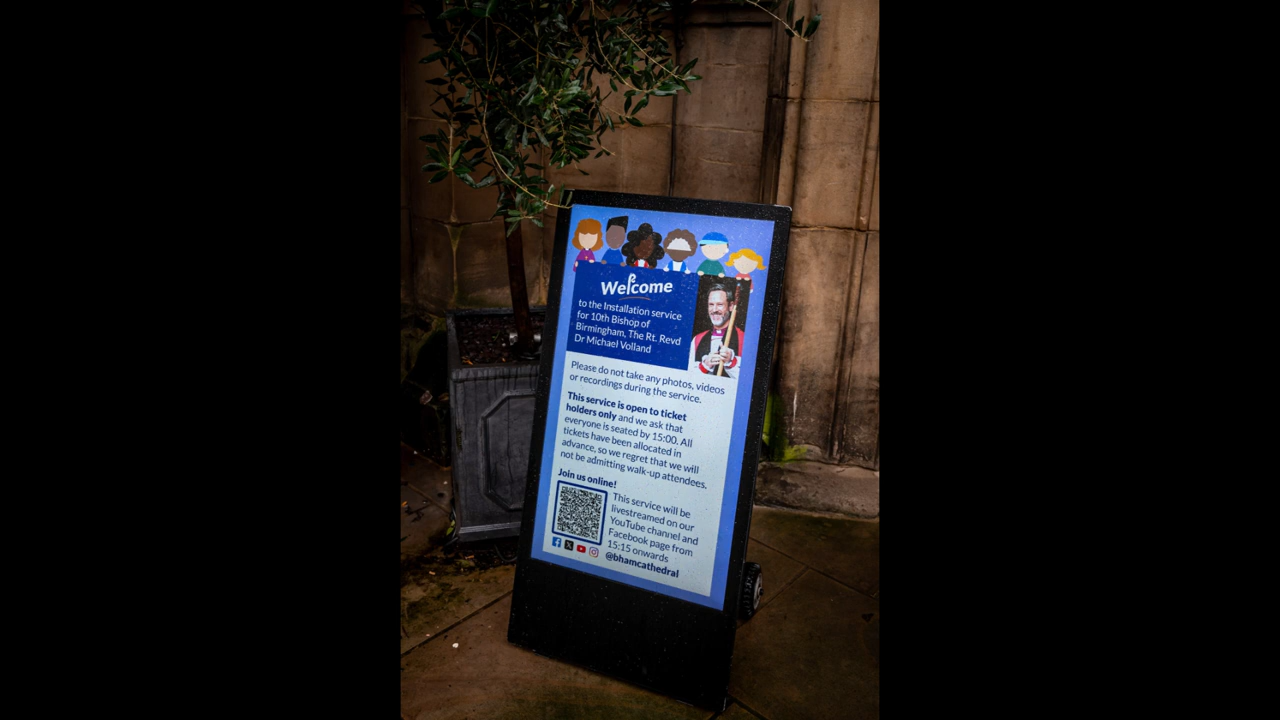 Welcome
to the Installation service
for 10th Bishop of
Birmingham, The Rt. Revd
Dr Michael Volland
Please do not take any photos, videos
or recordings during the service.
This service is open to ticket
holders only and we ask that
everyone is seated by 15:00. All
tickets have been allocated in
advance, so we regret that we will
not be admitting walk-up attendees,
Join us online!
This service will be
livestreamed on our
YouTube channel and
Facebook page from
15:15 onwards
@bhamcathedral